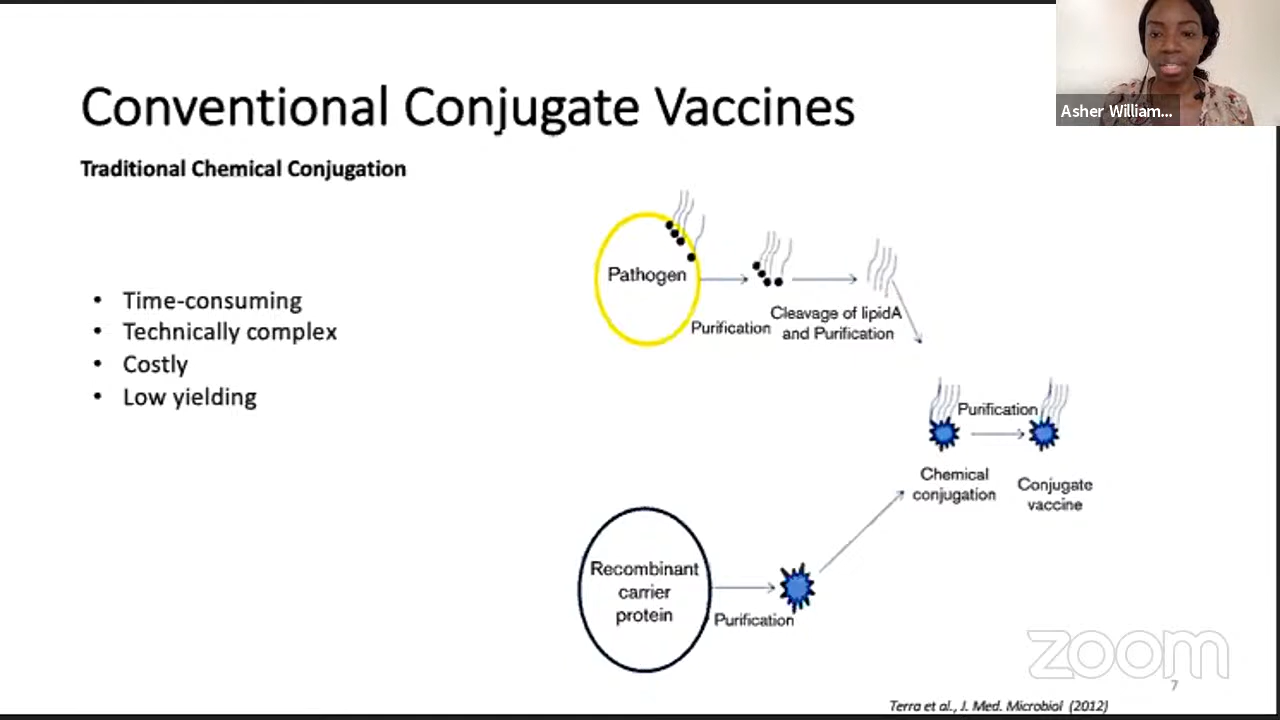 Asher William...
Conventional Conjugate Vaccines
Traditional Chemical Conjugation
• Time-consuming
• Technically complex
• Costly
• Low yielding
Pathogen
Purification
Cleavage of lipidA
and Purification
Purification
Chemical
conjugation
Conjugate
vaccine
Recombinant
carrier
protein
Purification
zoom
7
Terra et al., J. Med. Microbiol (2012)